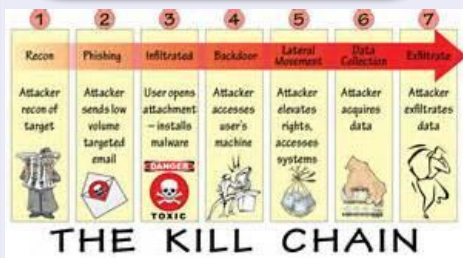 1 2 3 4 5 6 7
Recon Phishing Infiltrated Backdoor Lateral Movement Data Collection Exfiltrate
Attacker
recon of
target
Attacker
sends low
volume
targeted
email
User opens
attachment
– installs
malware
Attacker
accesses
user's
machine
Attacker
elevates
rights,
accesses
systems
Attacker
acquires
data
Attacker
exfiltrates
data
DANGER
TOXIC
THE KILL CHAIN